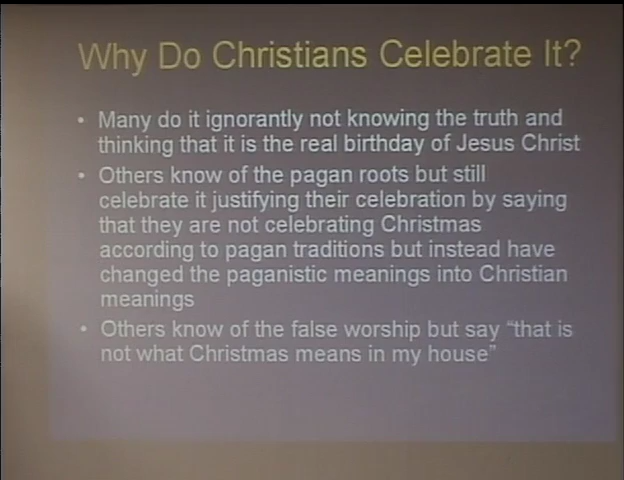 Why Do Christians Celebrate It?
• Many do it ignorantly not knowing the truth and
thinking that it is the real birthday of Jesus Christ
• Others know of the pagan roots but still
celebrate it justifying their celebration by saying
that they are not celebrating Christmas
according to pagan traditions but instead have
changed the paganistic meanings into Christian
meanings
• Others know of the false worship but say “that is
not what Christmas means in my house”